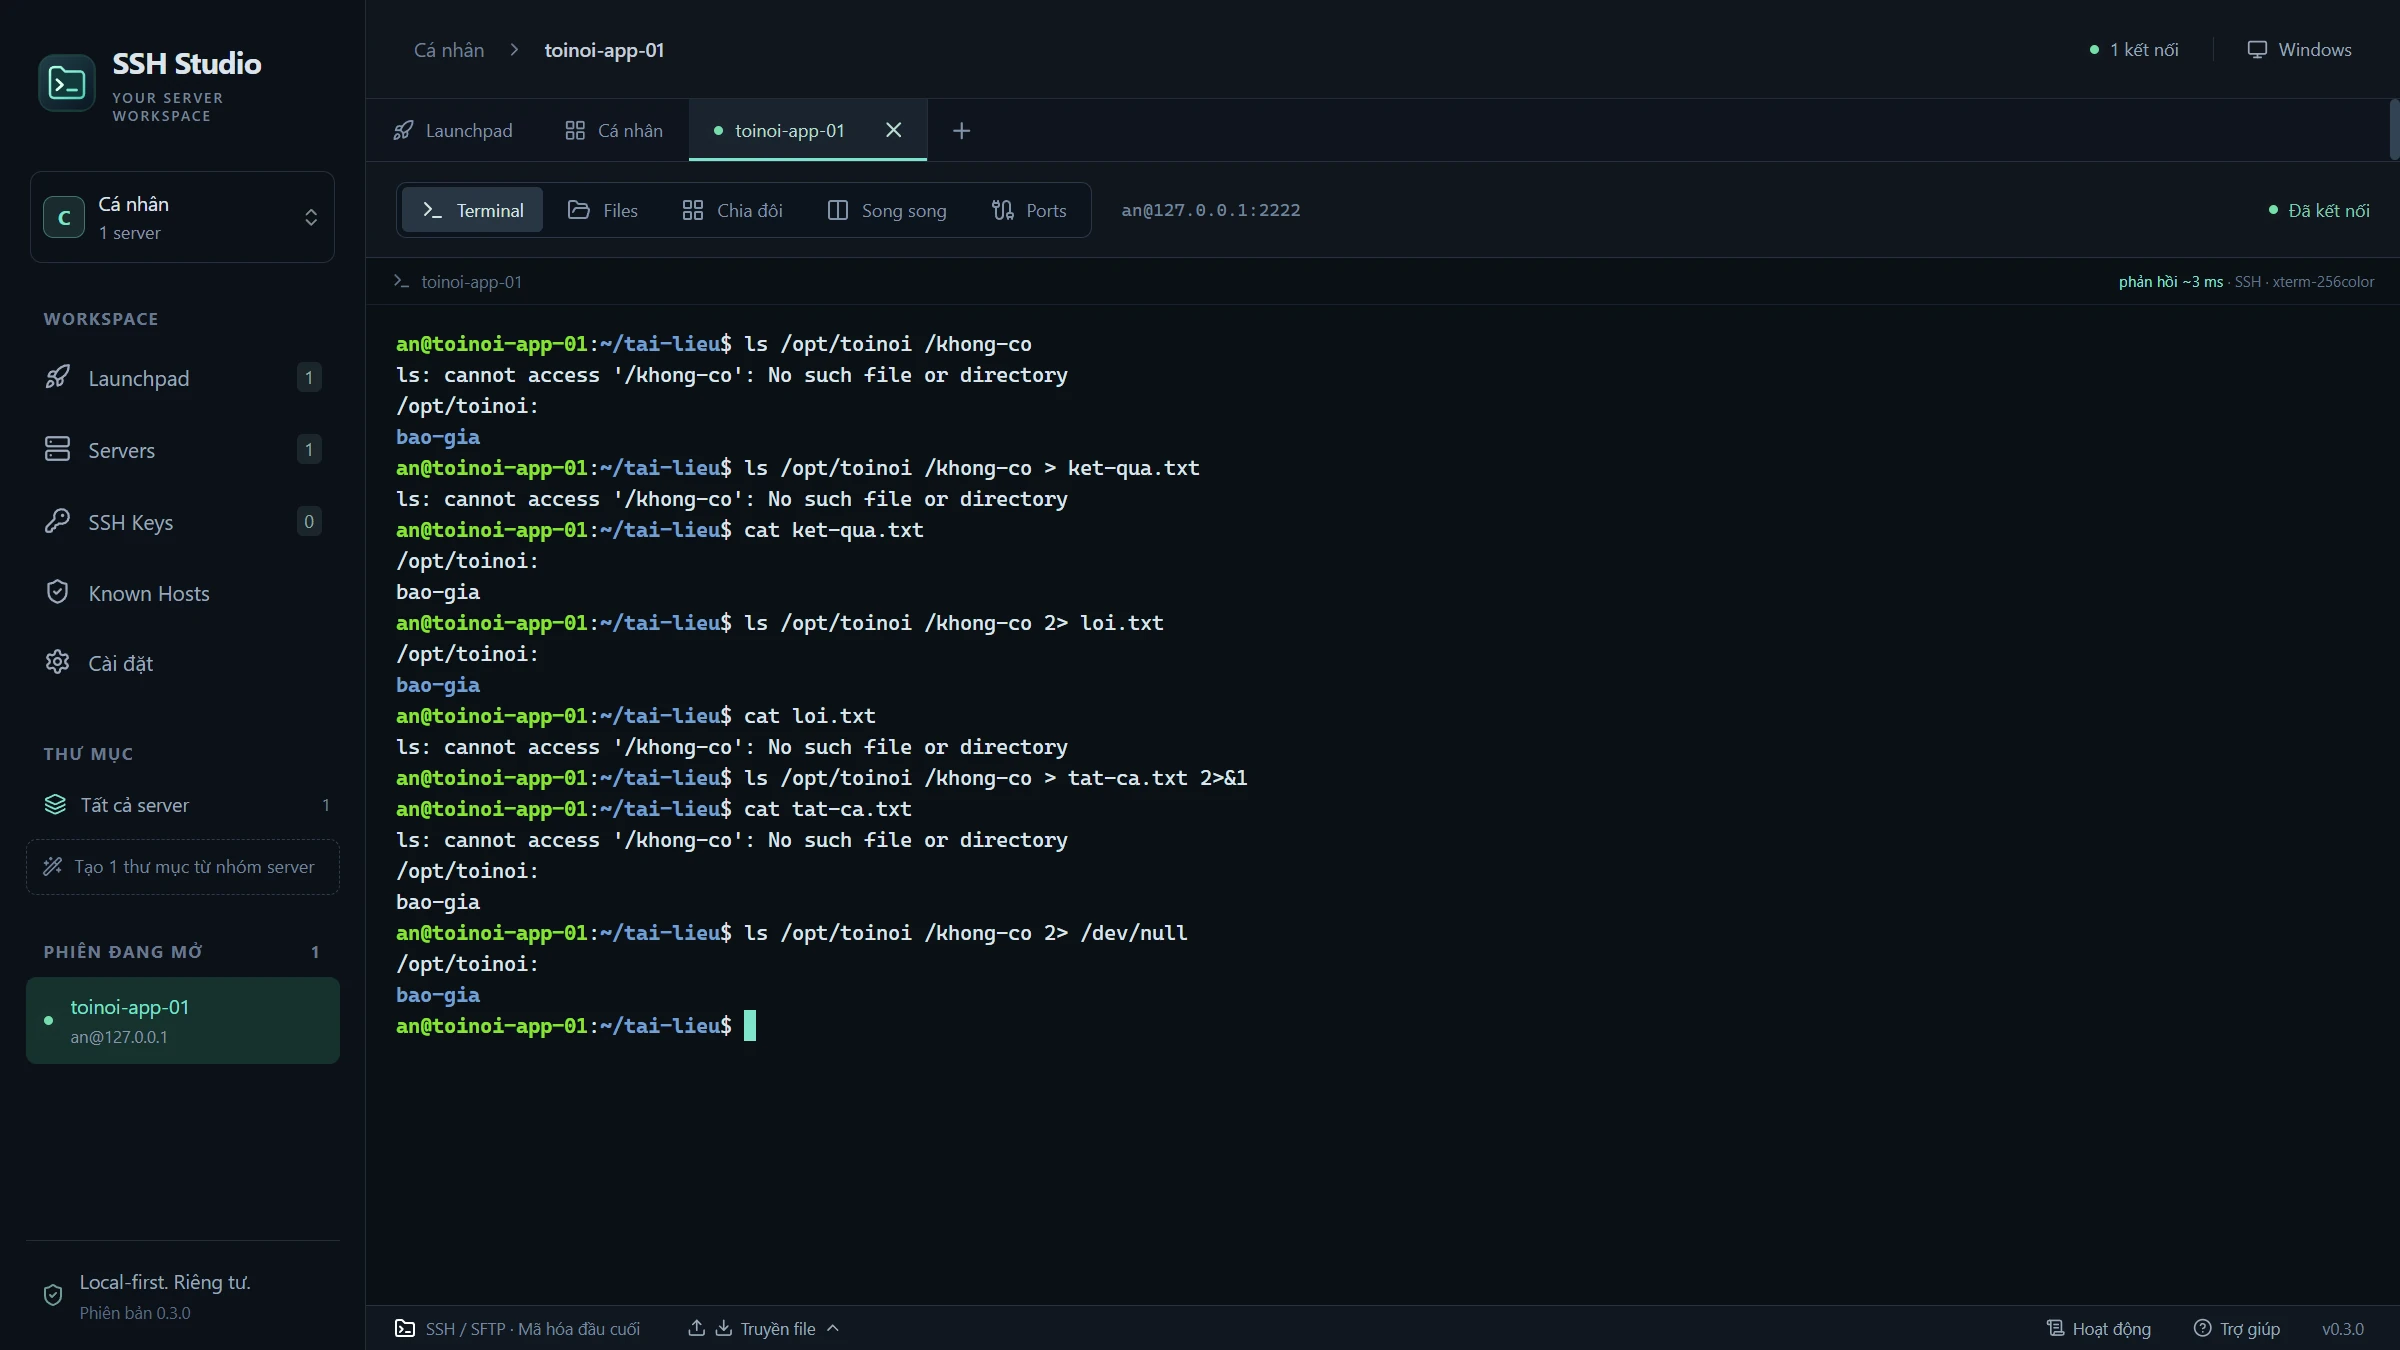 SSH Studio
YOUR SERVER
WORKSPACE
C
Cá nhân
1 server
WORKSPACE
Launchpad 1
Servers 1
SSH Keys 0
Known Hosts
Cài đặt
THƯ MỤC
Tất cả server 1
Tạo 1 thư mục từ nhóm server
PHIÊN ĐANG MỞ 1
toinoi-app-01
an@127.0.0.1
Local-first. Riêng tư.
Phiên bản 0.3.0
Cá nhân > toinoi-app-01
1 kết nối
Windows
Launchpad
Cá nhân
toinoi-app-01
Terminal
Files
Chia đôi
Song song
Ports
an@127.0.0.1:2222
Đã kết nối
toinoi-app-01
phản hồi ~3 ms · SSH · xterm-256color
an@toinoi-app-01:~/tai-lieu$ ls /opt/toinoi /khong-co
ls: cannot access '/khong-co': No such file or directory
/opt/toinoi:
bao-gia
an@toinoi-app-01:~/tai-lieu$ ls /opt/toinoi /khong-co > ket-qua.txt
ls: cannot access '/khong-co': No such file or directory
an@toinoi-app-01:~/tai-lieu$ cat ket-qua.txt
/opt/toinoi:
bao-gia
an@toinoi-app-01:~/tai-lieu$ ls /opt/toinoi /khong-co 2> loi.txt
/opt/toinoi:
bao-gia
an@toinoi-app-01:~/tai-lieu$ cat loi.txt
ls: cannot access '/khong-co': No such file or directory
an@toinoi-app-01:~/tai-lieu$ ls /opt/toinoi /khong-co > tat-ca.txt 2>&1
an@toinoi-app-01:~/tai-lieu$ cat tat-ca.txt
ls: cannot access '/khong-co': No such file or directory
/opt/toinoi:
bao-gia
an@toinoi-app-01:~/tai-lieu$ ls /opt/toinoi /khong-co 2> /dev/null
/opt/toinoi:
bao-gia
an@toinoi-app-01:~/tai-lieu$
SSH / SFTP · Mã hóa đầu cuối
Truyền file
Hoạt động
Trợ giúp
v0.3.0